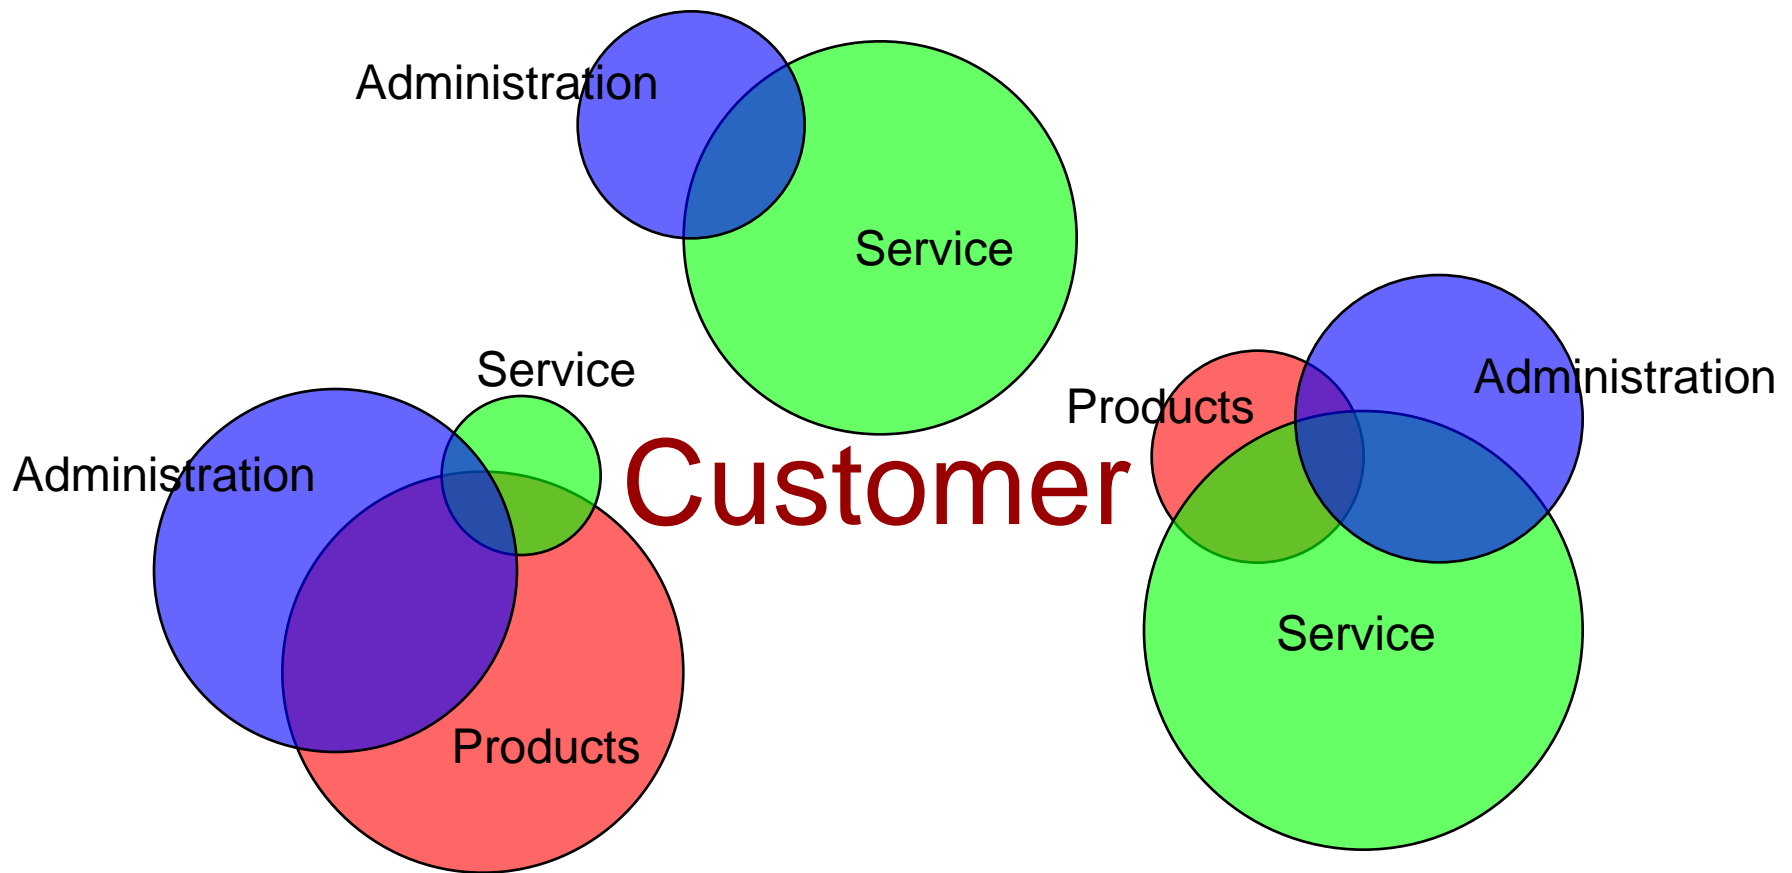 Administration
Service
Service
Administration
Products
Customer
Products
Administration
Service